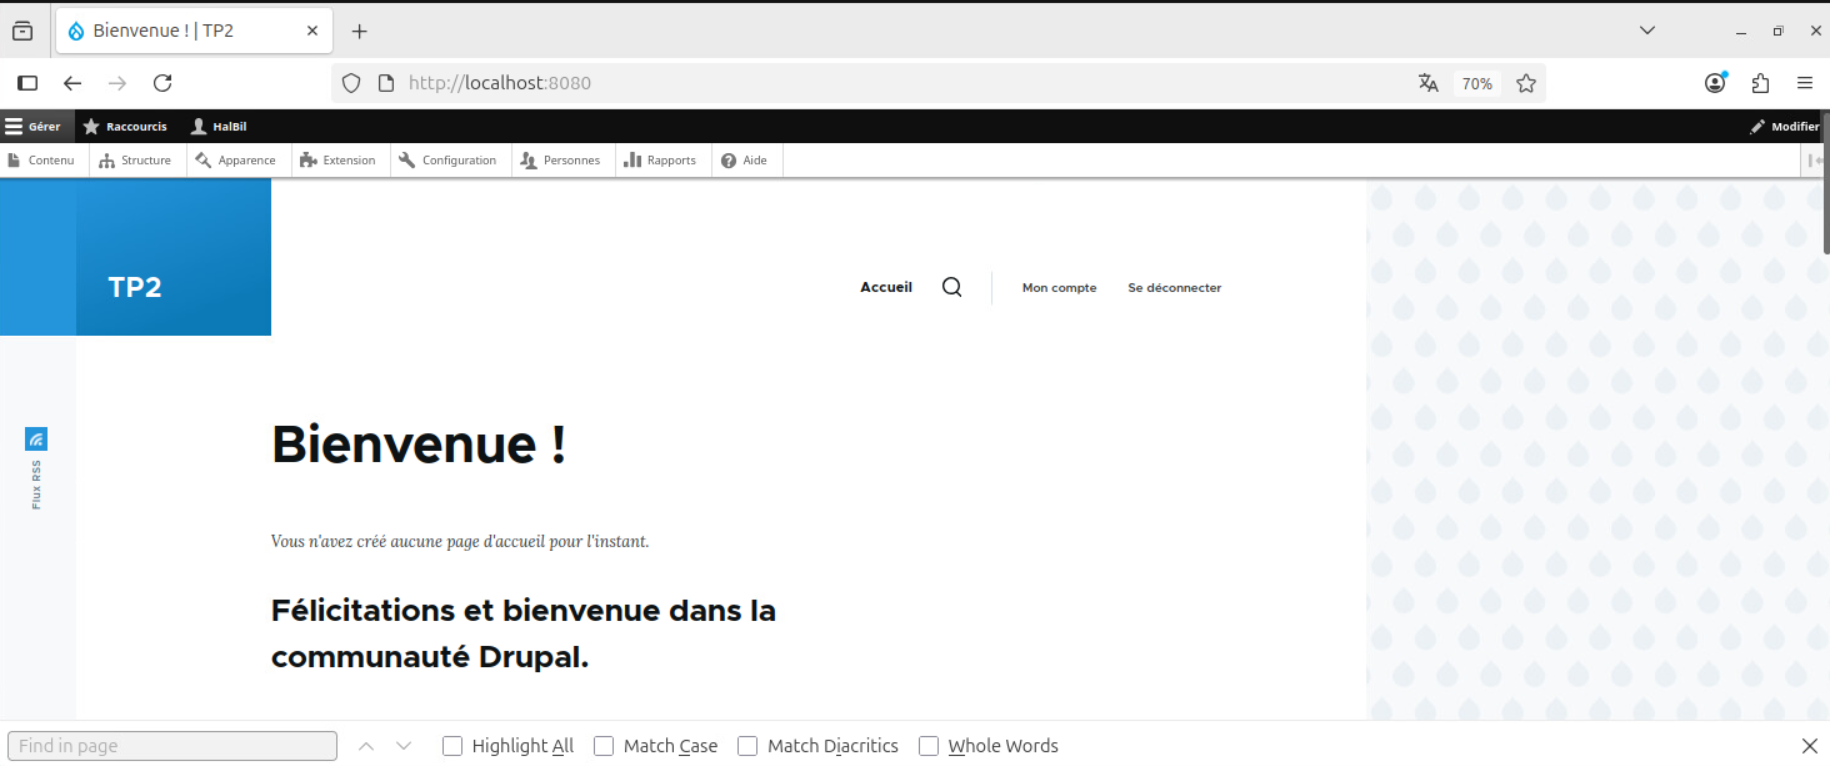 Bienvenue ! | TP2
http://localhost:8080
70%
Gérer Raccourcis HalBil Modifier
Contenu Structure Apparence Extension Configuration Personnes Rapports Aide
TP2
Accueil Mon compte Se déconnecter
Bienvenue !
Flux RSS
Vous n'avez créé aucune page d'accueil pour l'instant.
Félicitations et bienvenue dans la
communauté Drupal.
Find in page Highlight All Match Case Match Diacritics Whole Words